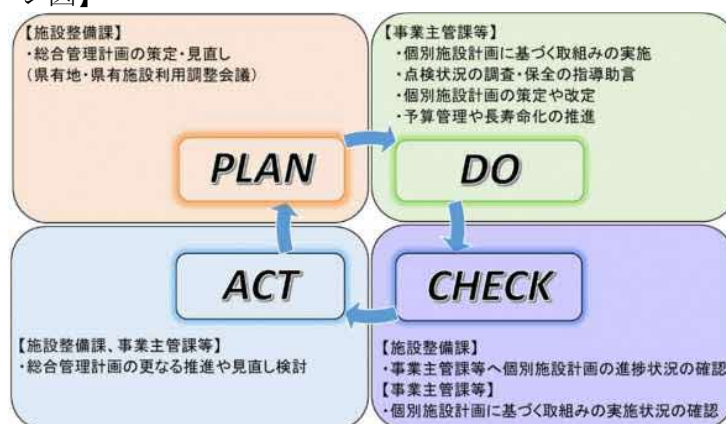 ジ図】
【施設整備課】
・総合管理計画の策定・見直し
（県有地・県有施設利用調整会議）
PLAN
【事業主管課等】
・個別施設計画に基づく取組みの実施
・点検状況の調査・保全の指導助言
・個別施設計画の策定や改定
・予算管理や長寿命化の推進
DO
ACT
【施設整備課、事業主管課等】
・総合管理計画の更なる推進や見直し検討
CHECK
【施設整備課】
・事業主管課等へ個別施設計画の進捗状況の確認
【事業主管課等】
・個別施設計画に基づく取組みの実施状況の確認